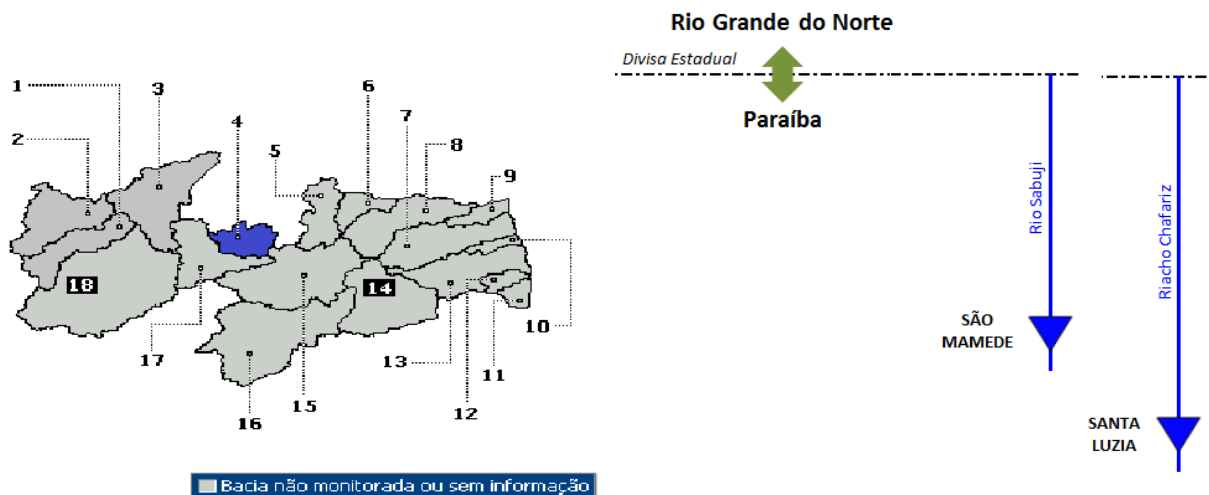 Rio Grande do Norte
Divisa Estadual
Paraíba
1
2
3
4
5
6
7
8
9
10
11
12
13
14
15
16
17
18
Rio Sabuji
Riacho Chafariz
SÃO
MAMEDE
SANTA
LUZIA
Bacia não monitorada ou sem informação